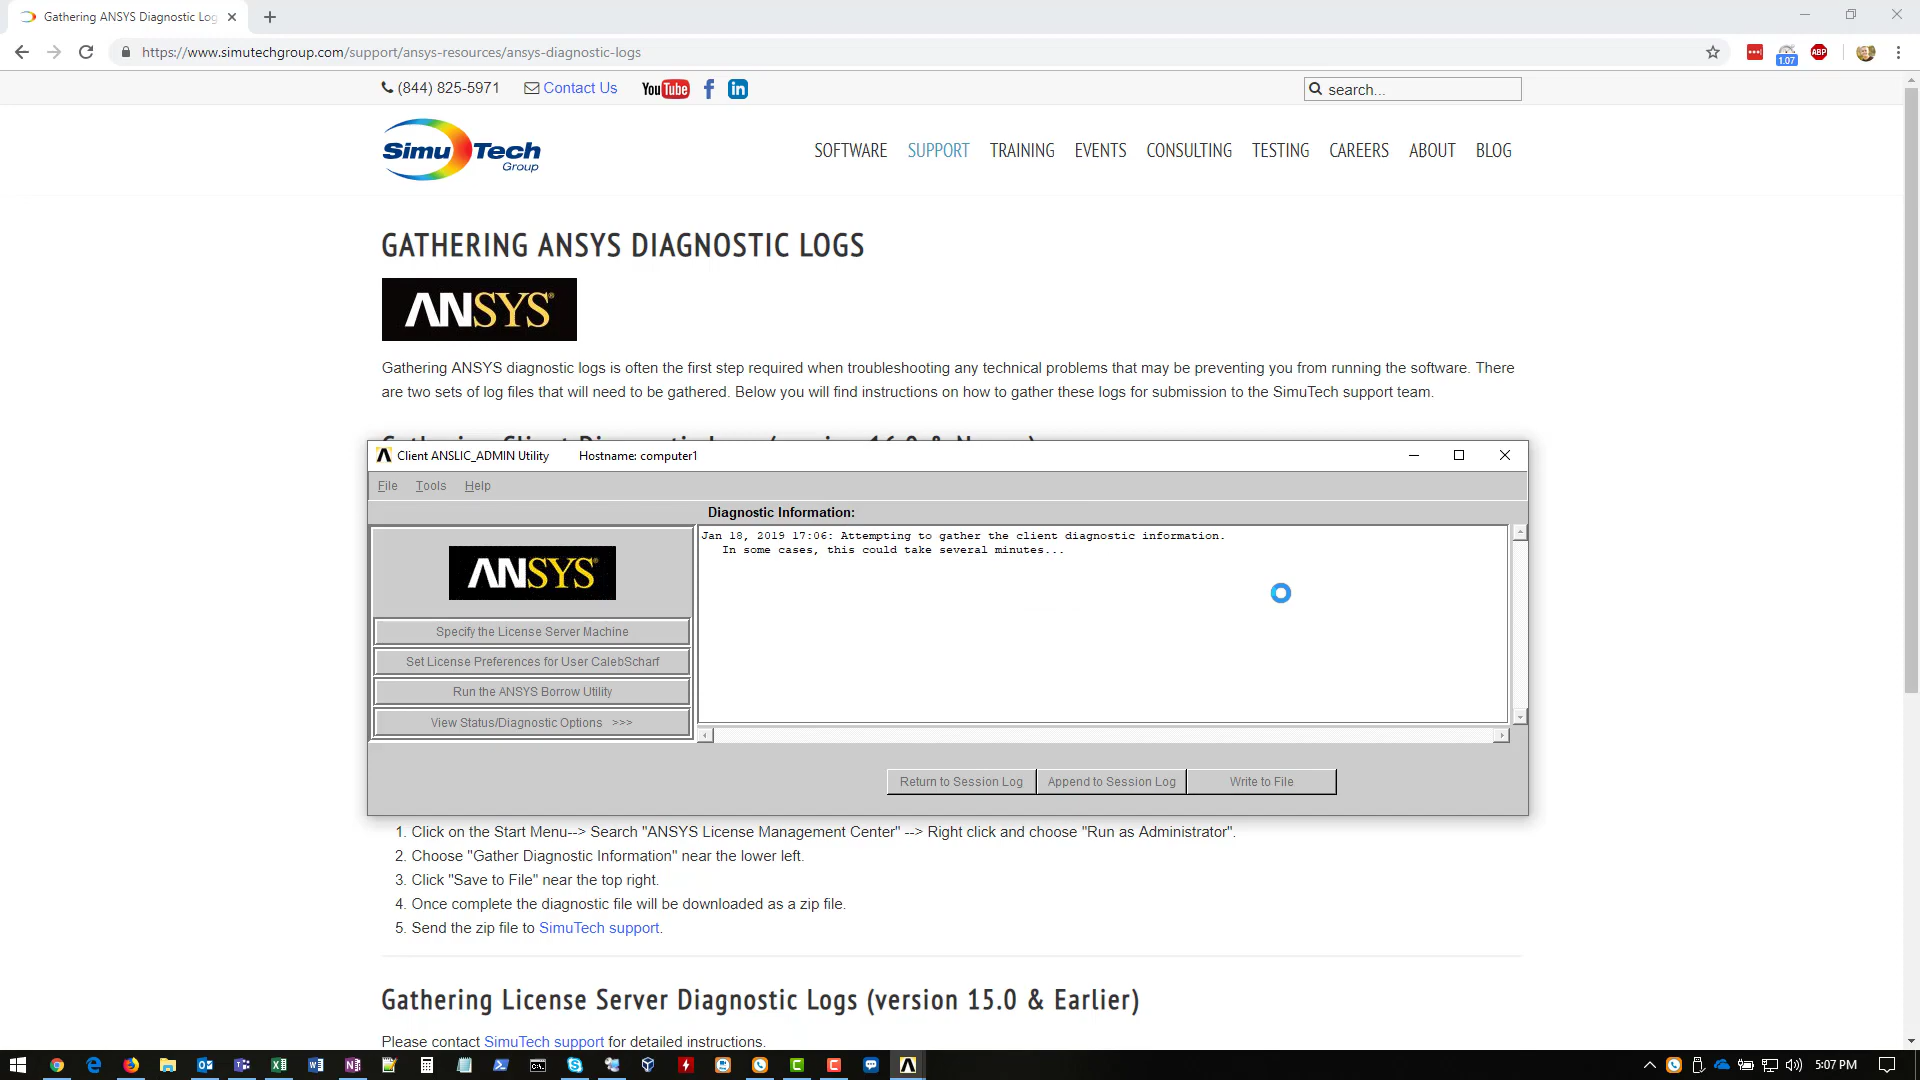 Gathering ANSYS Diagnostic Log
https://www.simutechgroup.com/support/ansys-resources/ansys-diagnostic-logs
1.07
ABP
(844) 825-5971 Contact Us YouTube
search...
SimuTech Group
SOFTWARE SUPPORT TRAINING EVENTS CONSULTING TESTING CAREERS ABOUT BLOG
GATHERING ANSYS DIAGNOSTIC LOGS
ANSYS
Gathering ANSYS diagnostic logs is often the first step required when troubleshooting any technical problems that may be preventing you from running the software. There
are two sets of log files that will need to be gathered. Below you will find instructions on how to gather these logs for submission to the SimuTech support team.
Client ANSLIC_ADMIN Utility Hostname: computer1
File Tools Help
Diagnostic Information:
Jan 18, 2019 17:06: Attempting to gather the client diagnostic information.
In some cases, this could take several minutes...
ANSYS
Specify the License Server Machine
Set License Preferences for User CalebScharf
Run the ANSYS Borrow Utility
View Status/Diagnostic Options >>>
Return to Session Log Append to Session Log Write to File
1. Click on the Start Menu--> Search "ANSYS License Management Center" --> Right click and choose "Run as Administrator".
2. Choose "Gather Diagnostic Information" near the lower left.
3. Click "Save to File" near the top right.
4. Once complete the diagnostic file will be downloaded as a zip file.
5. Send the zip file to SimuTech support.
Gathering License Server Diagnostic Logs (version 15.0 & Earlier)
Please contact SimuTech support for detailed instructions.
5:07 PM